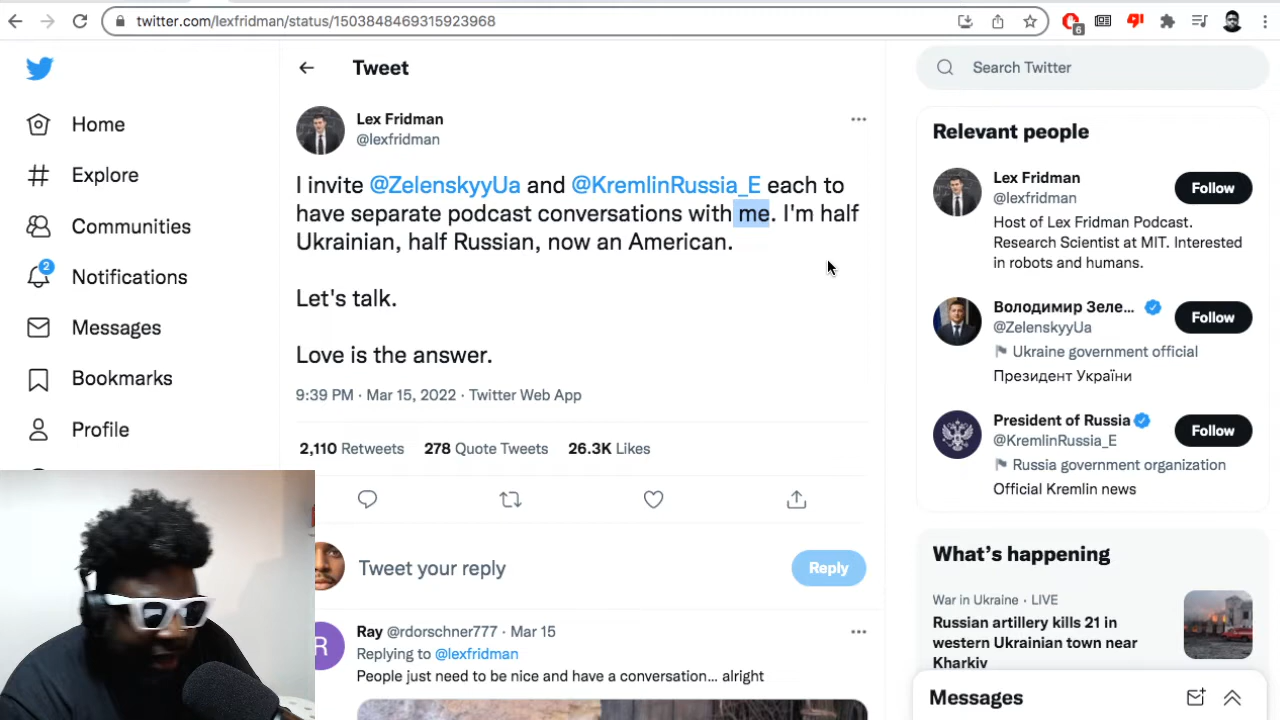 twitter.com/lexfridman/status/1503848469315923968
6
Home
Explore
Communities
2
Notifications
Messages
Bookmarks
Profile
Tweet
Lex Fridman
@lexfridman
I invite @ZelenskyyUa and @KremlinRussia_E each to
have separate podcast conversations with me. I'm half
Ukrainian, half Russian, now an American.
Let's talk.
Love is the answer.
9:39 PM · Mar 15, 2022 · Twitter Web App
2,110 Retweets 278 Quote Tweets 26.3K Likes
Tweet your reply
Reply
R
Ray @rdorschner777 · Mar 15
Replying to @lexfridman
People just need to be nice and have a conversation... alright
Search Twitter
Relevant people
Lex Fridman
@lexfridman
Follow
Host of Lex Fridman Podcast.
Research Scientist at MIT. Interested
in robots and humans.
Володимир Зеле...
@ZelenskyyUa
Follow
Ukraine government official
Президент України
President of Russia
@KremlinRussia_E
Follow
Russia government organization
Official Kremlin news
What's happening
War in Ukraine · LIVE
Russian artillery kills 21 in
western Ukrainian town near
Kharkiv
Messages